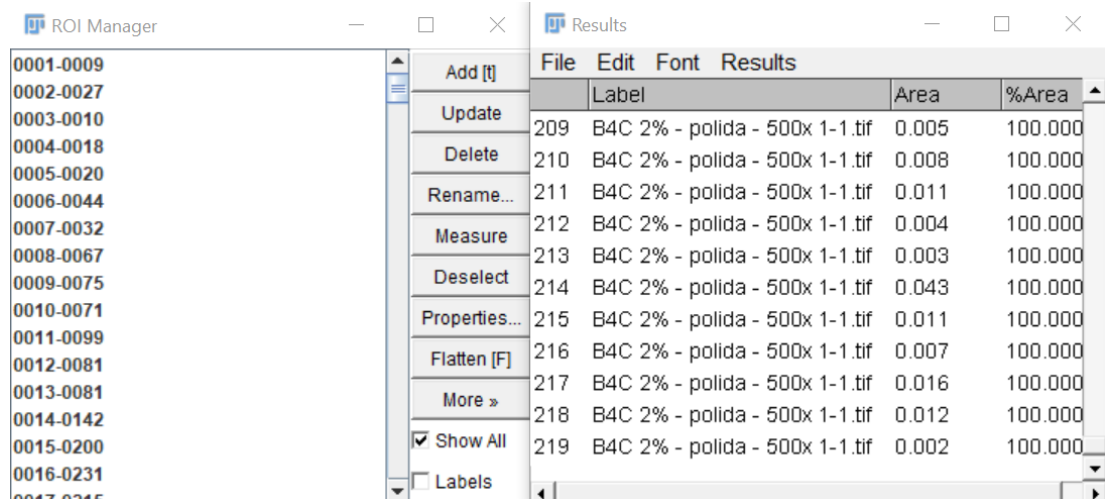 ROI Manager
0001-0009
0002-0027
0003-0010
0004-0018
0005-0020
0006-0044
0007-0032
0008-0067
0009-0075
0010-0071
0011-0099
0012-0081
0013-0081
0014-0142
0015-0200
0016-0231
0017-0215
Add [t]
Update
Delete
Rename...
Measure
Deselect
Properties...
Flatten [F]
More »
Show All
Labels
Results
File Edit Font Results
Label Area %Area
209 B4C 2% - polida - 500x 1-1.tif 0.005 100.000
210 B4C 2% - polida - 500x 1-1.tif 0.008 100.000
211 B4C 2% - polida - 500x 1-1.tif 0.011 100.000
212 B4C 2% - polida - 500x 1-1.tif 0.004 100.000
213 B4C 2% - polida - 500x 1-1.tif 0.003 100.000
214 B4C 2% - polida - 500x 1-1.tif 0.043 100.000
215 B4C 2% - polida - 500x 1-1.tif 0.011 100.000
216 B4C 2% - polida - 500x 1-1.tif 0.007 100.000
217 B4C 2% - polida - 500x 1-1.tif 0.016 100.000
218 B4C 2% - polida - 500x 1-1.tif 0.012 100.000
219 B4C 2% - polida - 500x 1-1.tif 0.002 100.000